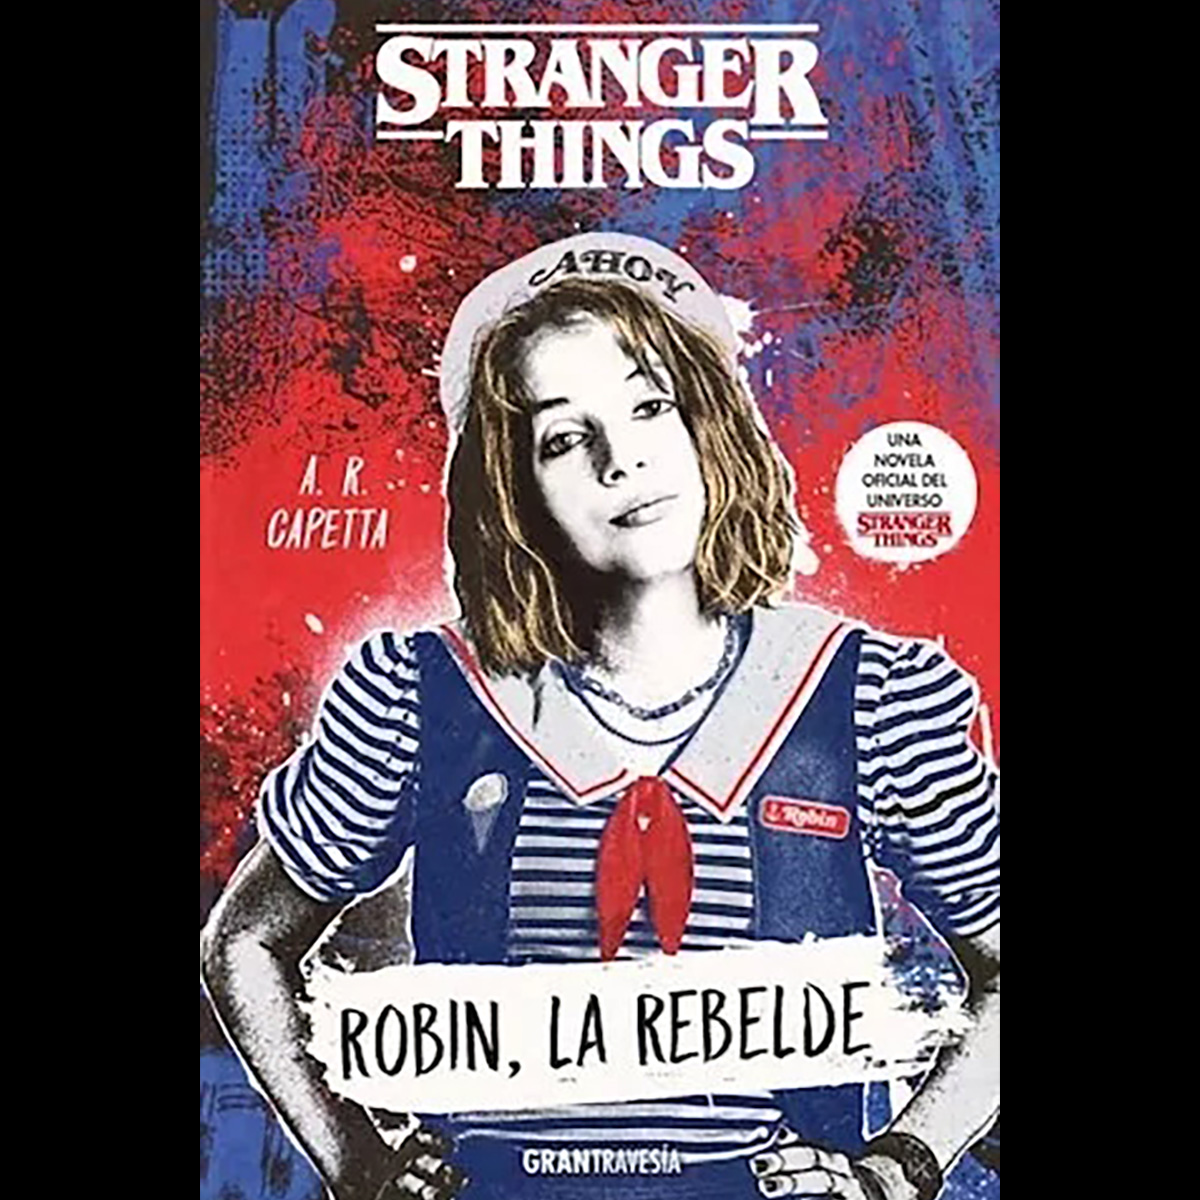 STRANGER
THINGS
AHOY
A. R.
CAPETTA
UNA
NOVELA
OFICIAL DEL
UNIVERSO
STRANGER
THINGS
Robin
ROBIN, LA REBELDE
GRANTRAVESÍA